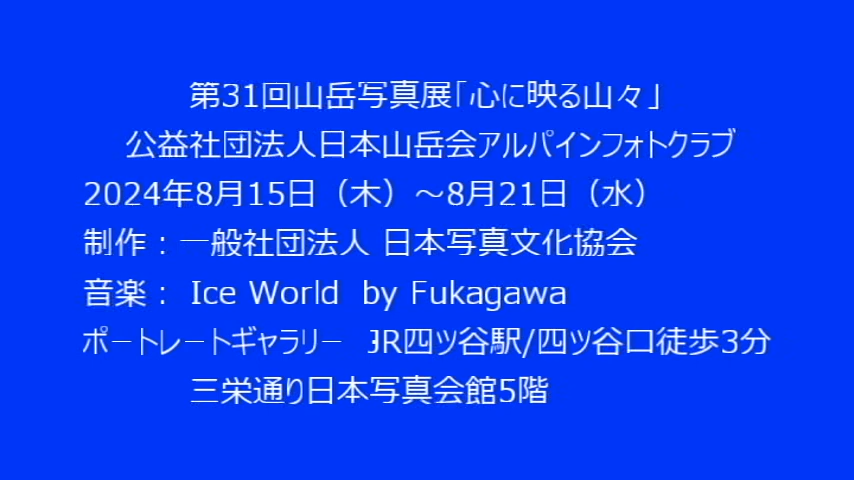 第31回山岳写真展「心に映る山々」
公益社団法人日本山岳会アルパインフォトクラブ
2024年8月15日（木）～8月21日（水）
制作：一般社団法人 日本写真文化協会
音楽： Ice World by Fukagawa
ポートレートギャラリー JR四ツ谷駅/四ツ谷口徒歩3分
三栄通り日本写真会館5階